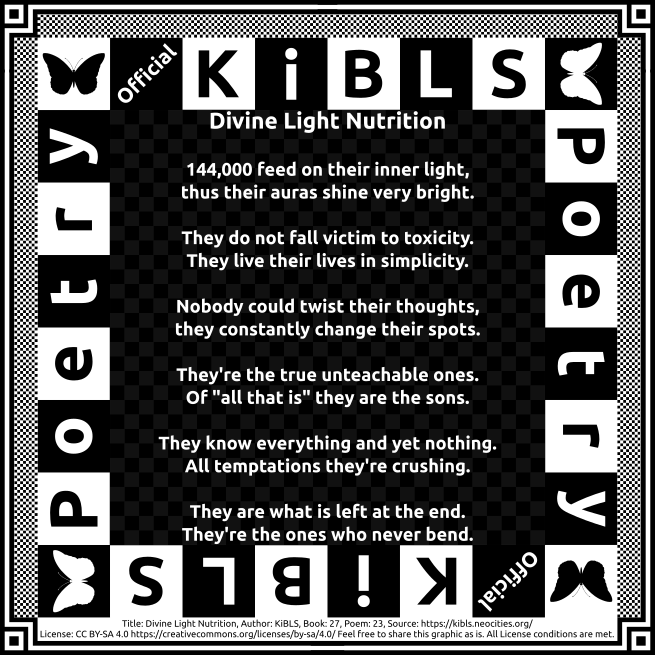 Official KiBLS
Poetry
Poetry
Divine Light Nutrition
144,000 feed on their inner light,
thus their auras shine very bright.
They do not fall victim to toxicity.
They live their lives in simplicity.
Nobody could twist their thoughts,
they constantly change their spots.
They're the true unteachable ones.
Of "all that is" they are the sons.
They know everything and yet nothing.
All temptations they're crushing.
They are what is left at the end.
They're the ones who never bend.
Official KiBLS
Title: Divine Light Nutrition, Author: KiBLS, Book: 27, Poem: 23, Source: https://kibls.neocities.org/
License: CC BY-SA 4.0 https://creativecommons.org/licenses/by-sa/4.0/ Feel free to share this graphic as is. All License conditions are met.